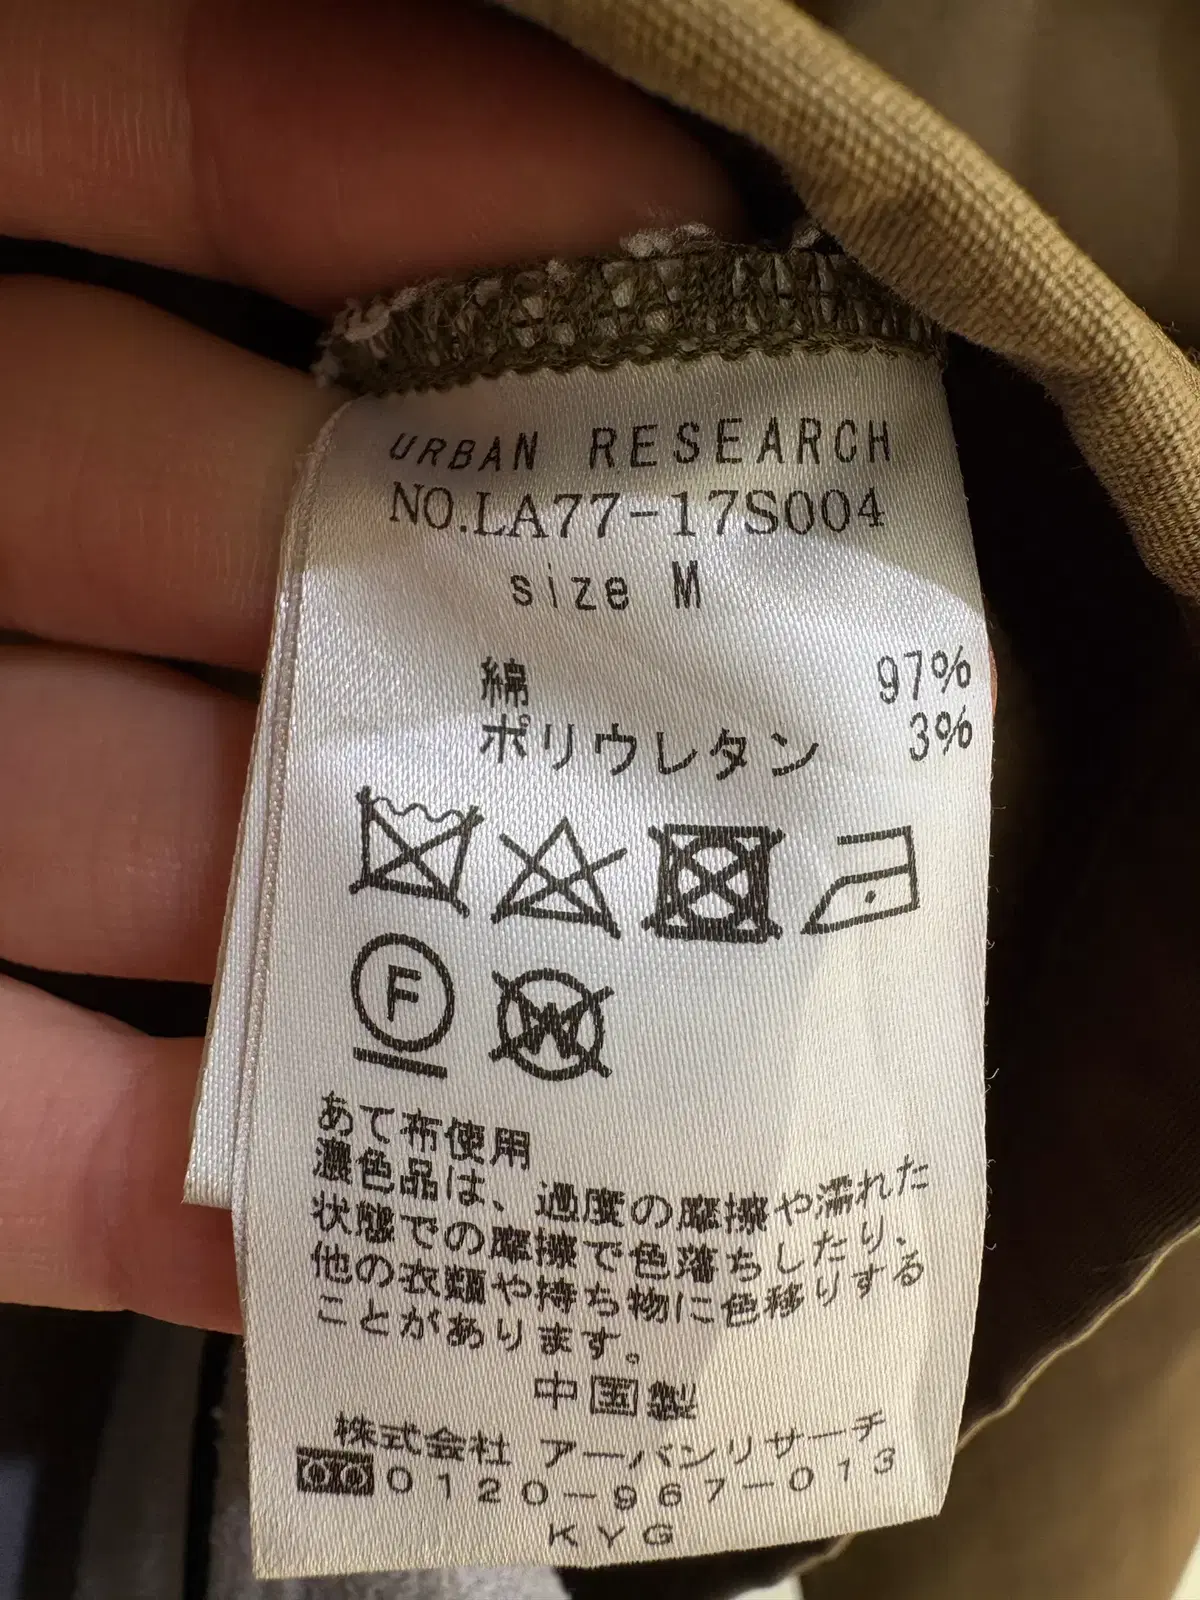 URBAN RESEARCH
NO.LA77-17S004
size M
綿 97%
ポリウレタン 3%
F
W
あて布使用
濃色品は、過度の摩擦や濡れた
状態での摩擦で色落ちしたり、
他の衣類や持ち物に色移りする
ことがあります。
中国製
株式会社 アーバンリサーチ
0120-967-013
KYG